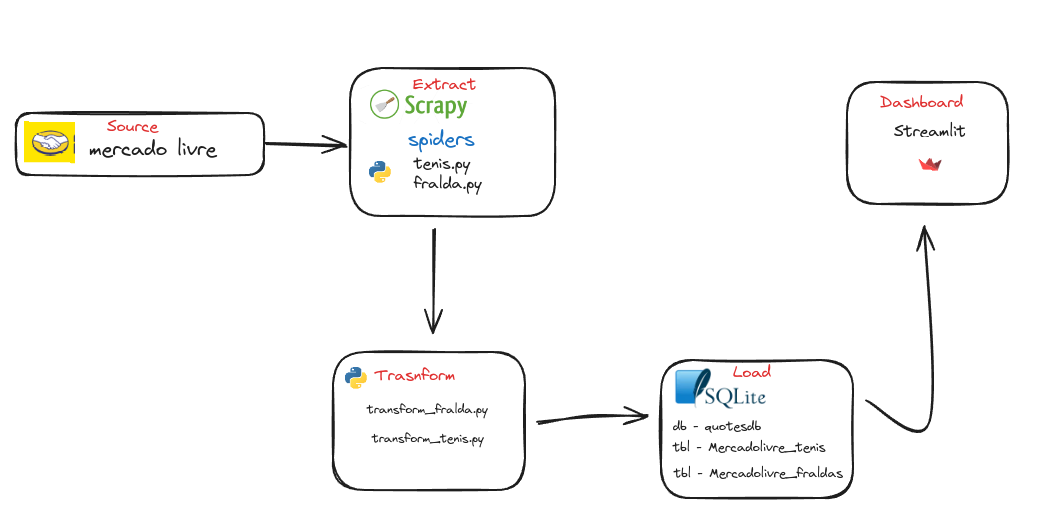 Source
mercado livre
Extract
Scrapy
spiders
tenis.py
fralda.py
Dashboard
Streamlit
Trasnform
transform_fralda.py
transform_tenis.py
Load
SQLite
db - quotesdb
tbl - Mercadolivre_tenis
tbl - Mercadolivre_fraldas